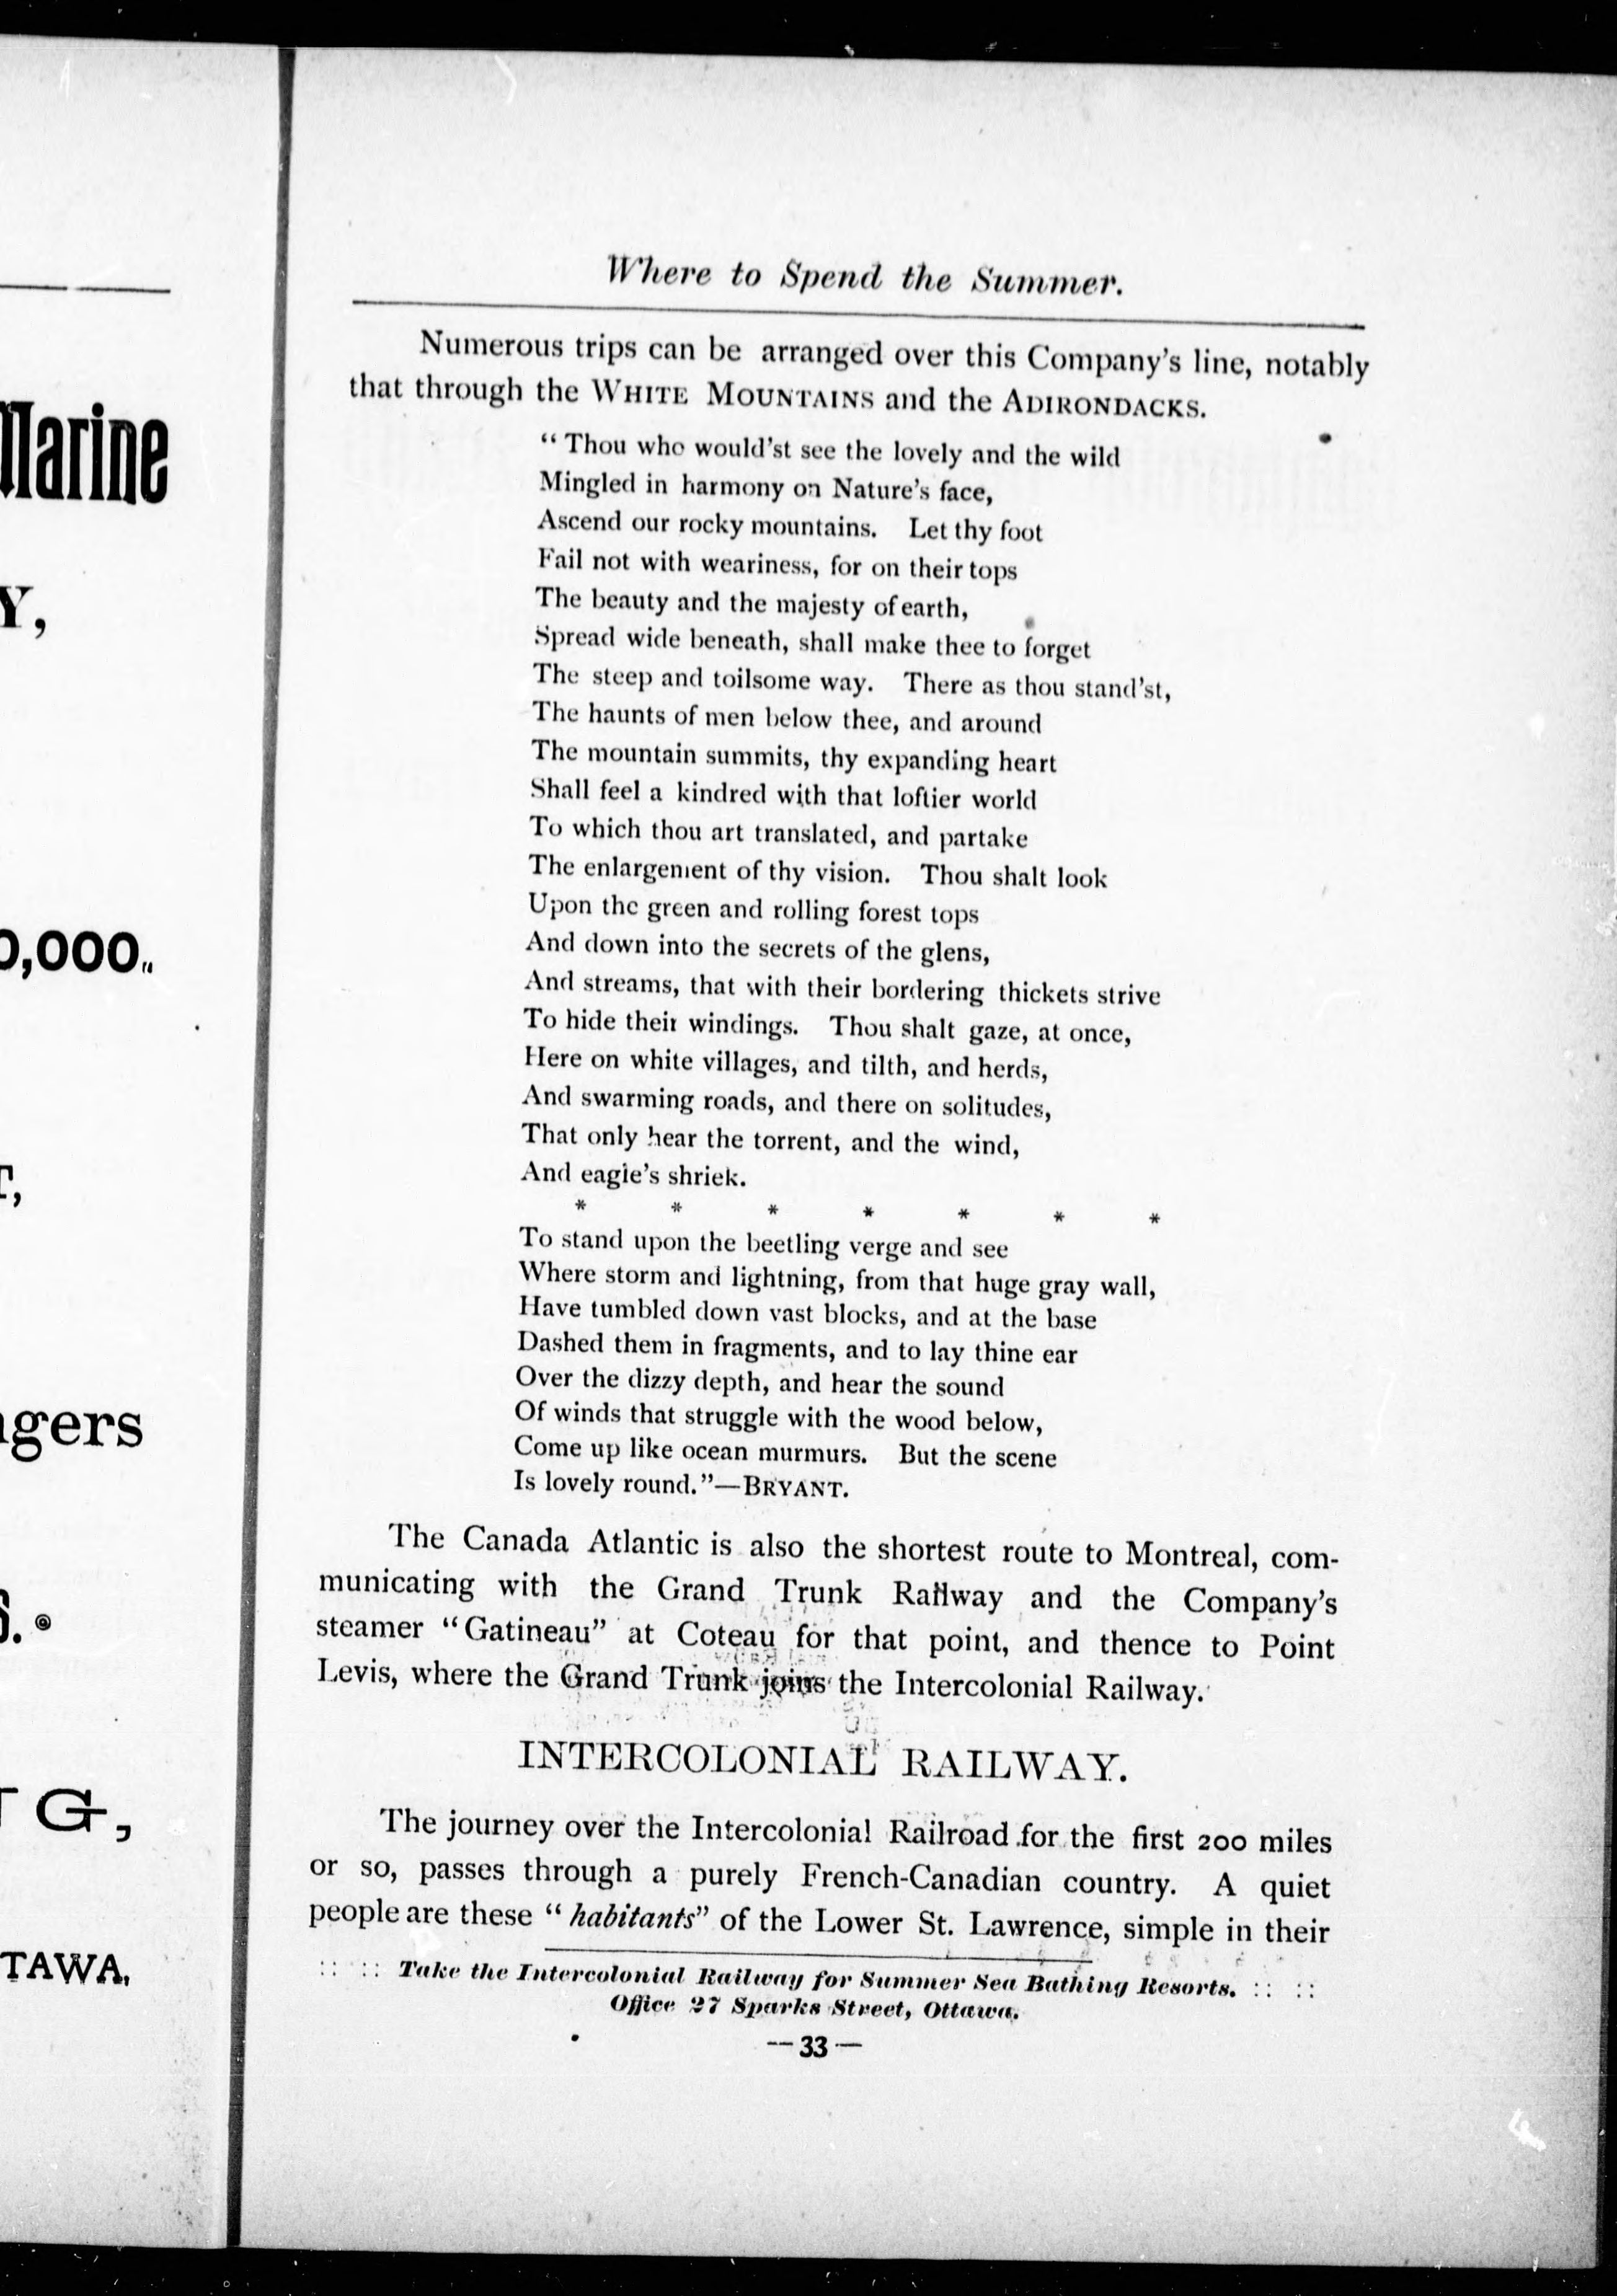 Marine
Y,
0,000.
T,
gers
S.
G,
TAWA.
Where to Spend the Summer.
Numerous trips can be arranged over this Company's line, notably
that through the WHITE MOUNTAINS and the ADIRONDACKS.
“Thou who would'st see the lovely and the wild
Mingled in harmony on Nature's face,
Ascend our rocky mountains. Let thy foot
Fail not with weariness, for on their tops
The beauty and the majesty of earth,
Spread wide beneath, shall make thee to forget
The steep and toilsome way. There as thou stand'st,
The haunts of men below thee, and around
The mountain summits, thy expanding heart
Shall feel a kindred with that loftier world
To which thou art translated, and partake
The enlargement of thy vision. Thou shalt look
Upon the green and rolling forest tops
And down into the secrets of the glens,
And streams, that with their bordering thickets strive
To hide their windings. Thou shalt gaze, at once,
Here on white villages, and tilth, and herds,
And swarming roads, and there on solitudes,
That only hear the torrent, and the wind,
And eagle's shriek.
* * * * * * *
To stand upon the beetling verge and see
Where storm and lightning, from that huge gray wall,
Have tumbled down vast blocks, and at the base
Dashed them in fragments, and to lay thine ear
Over the dizzy depth, and hear the sound
Of winds that struggle with the wood below,
Come up like ocean murmurs. But the scene
Is lovely round.”—BRYANT.
The Canada Atlantic is also the shortest route to Montreal, com-
municating with the Grand Trunk Railway and the Company's
steamer “Gatineau” at Coteau for that point, and thence to Point
Levis, where the Grand Trunk joins the Intercolonial Railway.
INTERCOLONIAL RAILWAY.
The journey over the Intercolonial Railroad for the first 200 miles
or so, passes through a purely French-Canadian country. A quiet
people are these “habitants” of the Lower St. Lawrence, simple in their
:: :: Take the Intercolonial Railway for Summer Sea Bathing Resorts. :: ::
Office 27 Sparks Street, Ottawa.
—33—